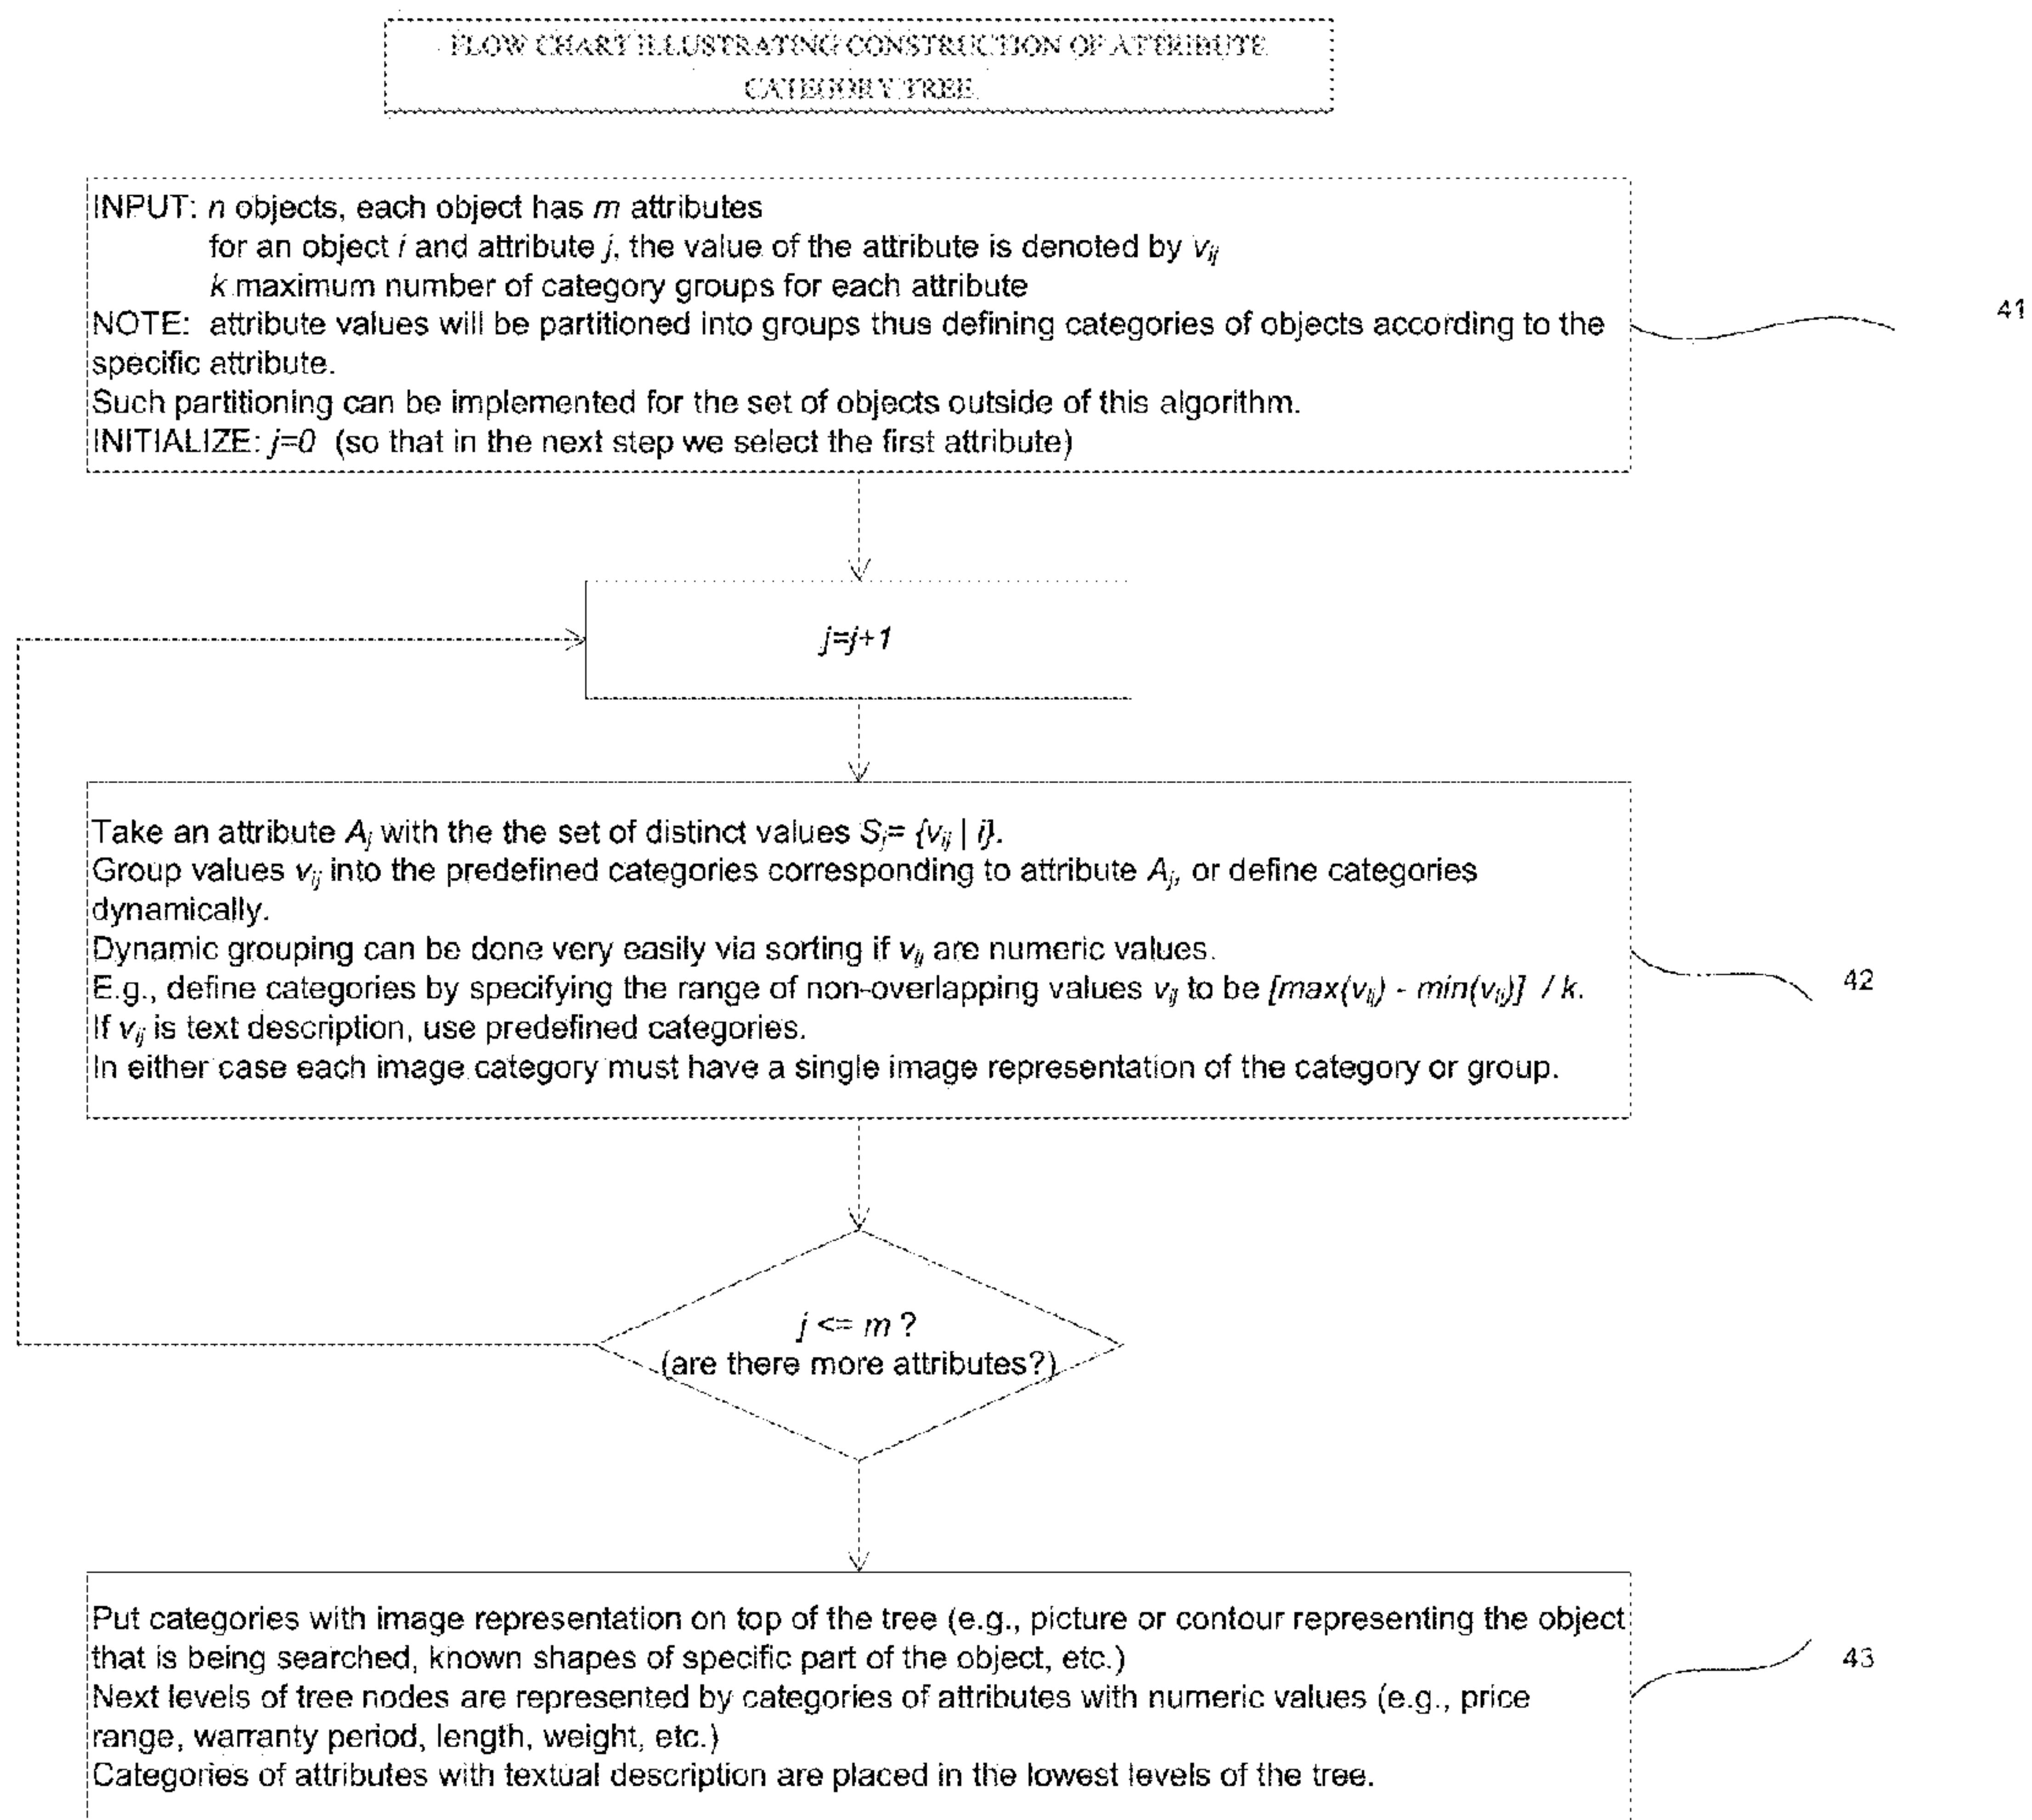 FLOW CHART ILLUSTRATING CONSTRUCTION OF ATTRIBUTE
CATEGORY TREE
INPUT: n objects, each object has m attributes
for an object i and attribute j, the value of the attribute is denoted by vij
k maximum number of category groups for each attribute
NOTE: attribute values will be partitioned into groups thus defining categories of objects according to the
specific attribute.
Such partitioning can be implemented for the set of objects outside of this algorithm.
INITIALIZE: j=0 (so that in the next step we select the first attribute)
41
j=j+1
Take an attribute Aj with the the set of distinct values Sj= {vij | i}.
Group values vij into the predefined categories corresponding to attribute Aj, or define categories
dynamically.
Dynamic grouping can be done very easily via sorting if vij are numeric values.
E.g., define categories by specifying the range of non-overlapping values vij to be [max(vij) - min(vij)] / k.
If vij is text description, use predefined categories.
In either case each image category must have a single image representation of the category or group.
42
j <= m ?
(are there more attributes?)
Put categories with image representation on top of the tree (e.g., picture or contour representing the object
that is being searched, known shapes of specific part of the object, etc.)
Next levels of tree nodes are represented by categories of attributes with numeric values (e.g., price
range, warranty period, length, weight, etc.)
Categories of attributes with textual description are placed in the lowest levels of the tree.
43